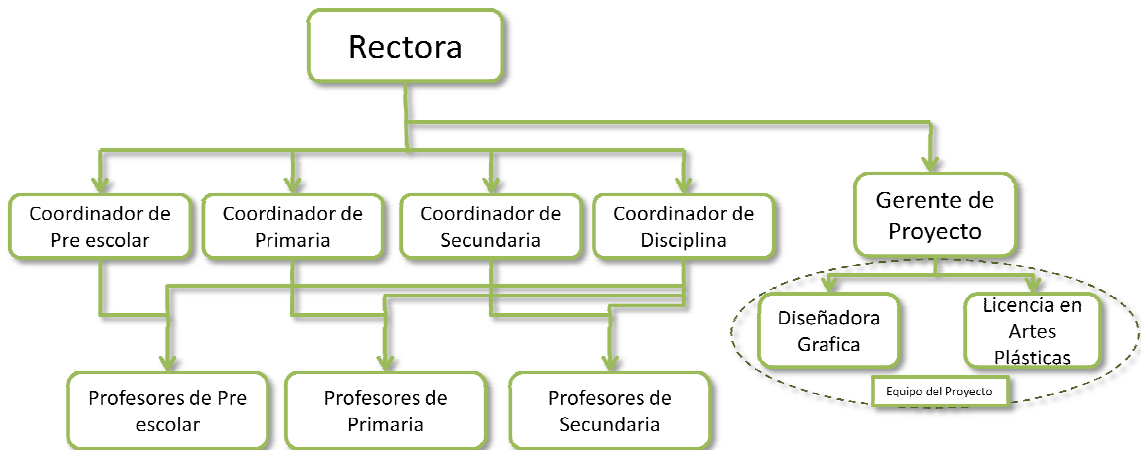 Rectora
Coordinador de
Pre escolar
Coordinador de
Primaria
Coordinador de
Secundaria
Coordinador de
Disciplina
Gerente de
Proyecto
Diseñadora
Grafica
Licencia en
Artes
Plásticas
Equipo del Proyecto
Profesores de Pre
escolar
Profesores de
Primaria
Profesores de
Secundaria